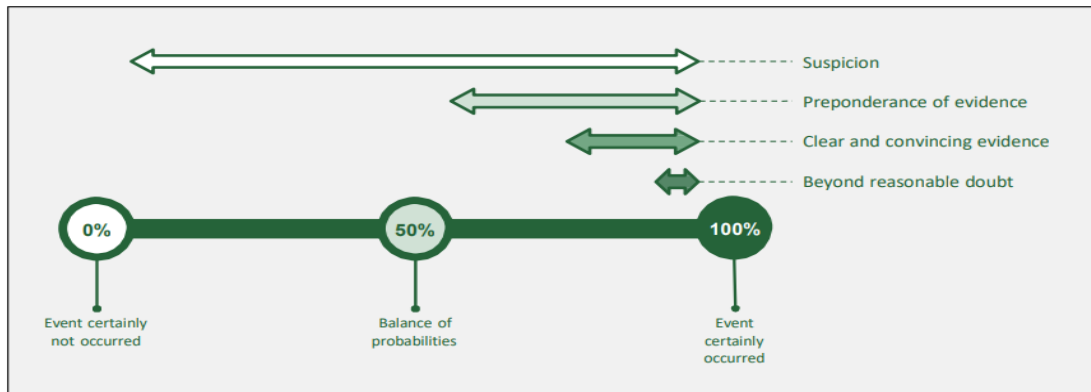 Suspicion
Preponderance of evidence
Clear and convincing evidence
Beyond reasonable doubt
0%
50%
100%
Event certainly
not occurred
Balance of
probabilities
Event
certainly
occurred